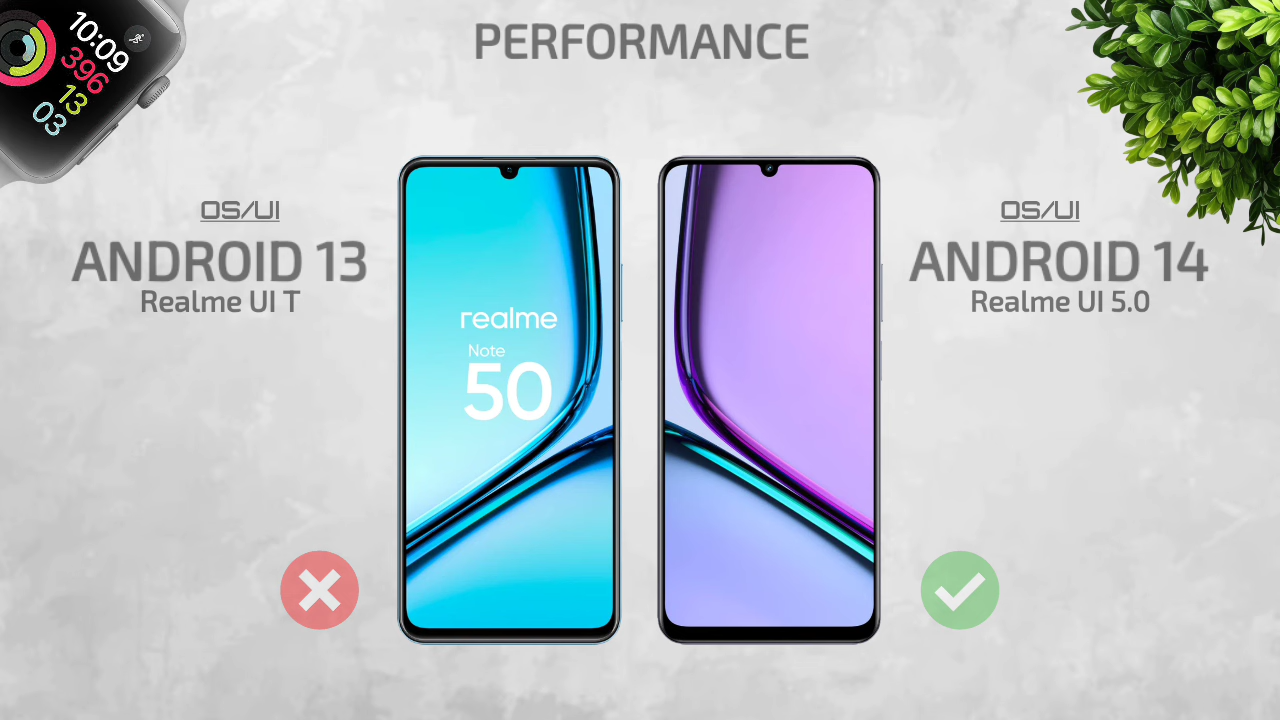 PERFORMANCE
10:09
396
13
03
OS/UI
ANDROID 13
Realme UI T
realme
Note
50
OS/UI
ANDROID 14
Realme UI 5.0